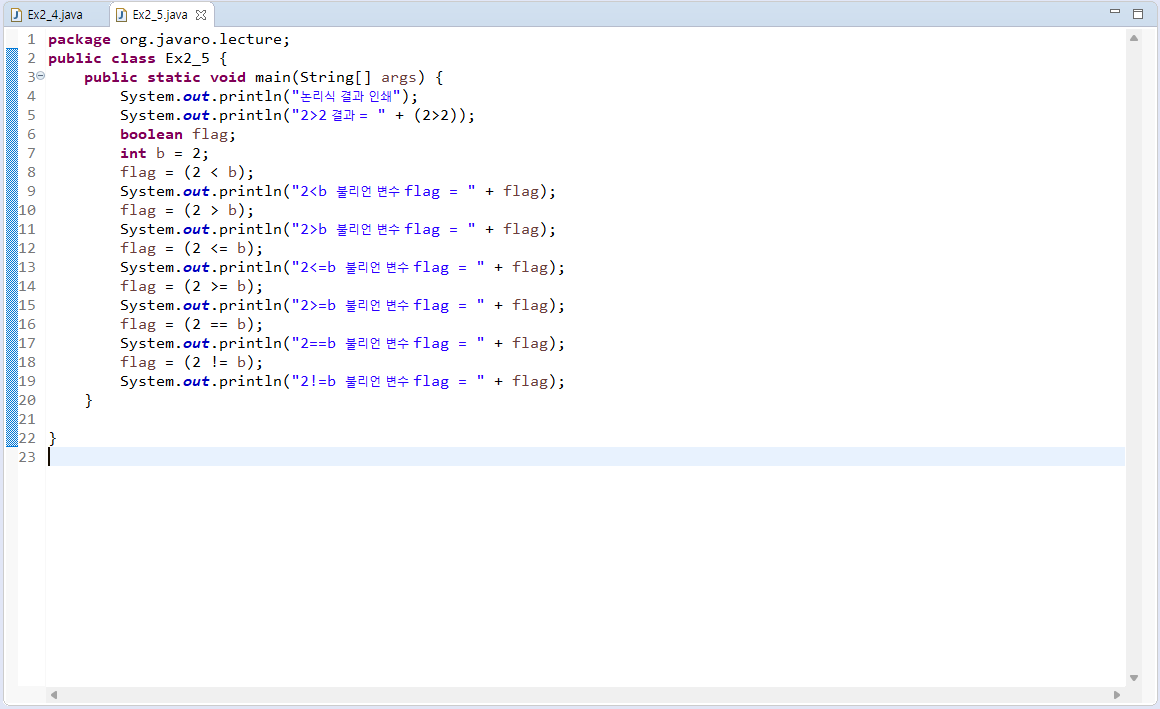 Ex2_4.java Ex2_5.java
1 package org.javaro.lecture;
2 public class Ex2_5 {
3 public static void main(String[] args) {
4 System.out.println("논리식 결과 인쇄");
5 System.out.println("2>2 결과 = " + (2>2));
6 boolean flag;
7 int b = 2;
8 flag = (2 < b);
9 System.out.println("2<b 불리언 변수 flag = " + flag);
10 flag = (2 > b);
11 System.out.println("2>b 불리언 변수 flag = " + flag);
12 flag = (2 <= b);
13 System.out.println("2<=b 불리언 변수 flag = " + flag);
14 flag = (2 >= b);
15 System.out.println("2>=b 불리언 변수 flag = " + flag);
16 flag = (2 == b);
17 System.out.println("2==b 불리언 변수 flag = " + flag);
18 flag = (2 != b);
19 System.out.println("2!=b 불리언 변수 flag = " + flag);
20 }
21
22 }
23